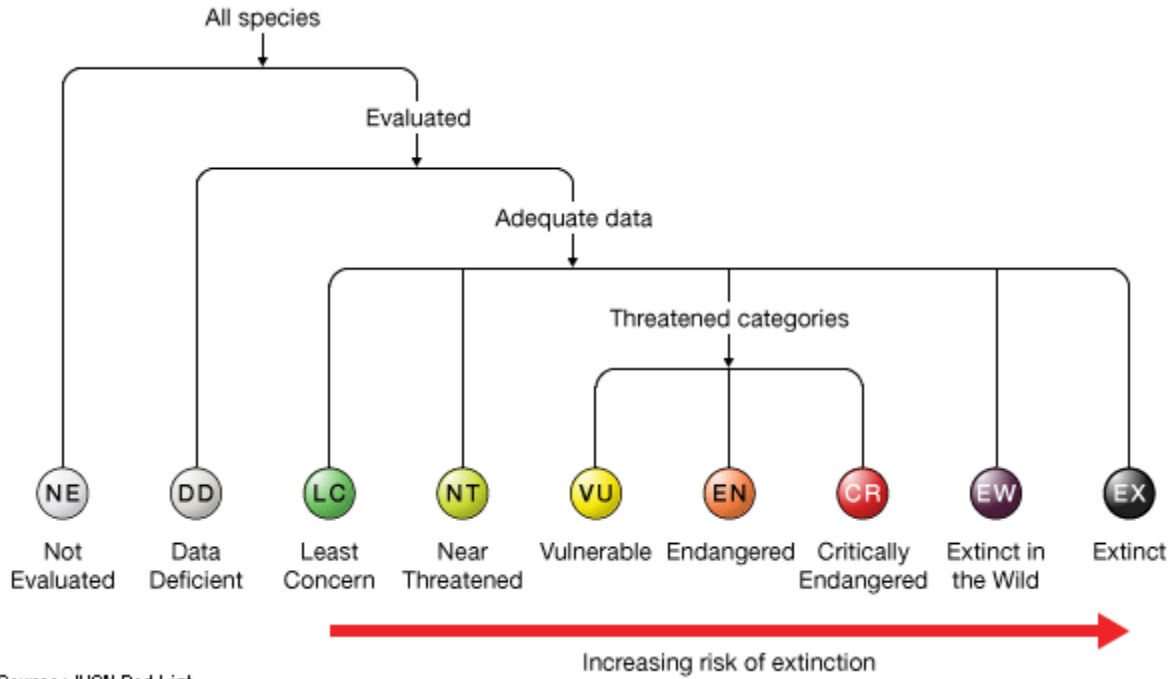 All species
Evaluated
Adequate data
Threatened categories
NE
DD
LC
NT
VU
EN
CR
EW
EX
Not
Evaluated
Data
Deficient
Least
Concern
Near
Threatened
Vulnerable
Endangered
Critically
Endangered
Extinct in
the Wild
Extinct
Increasing risk of extinction